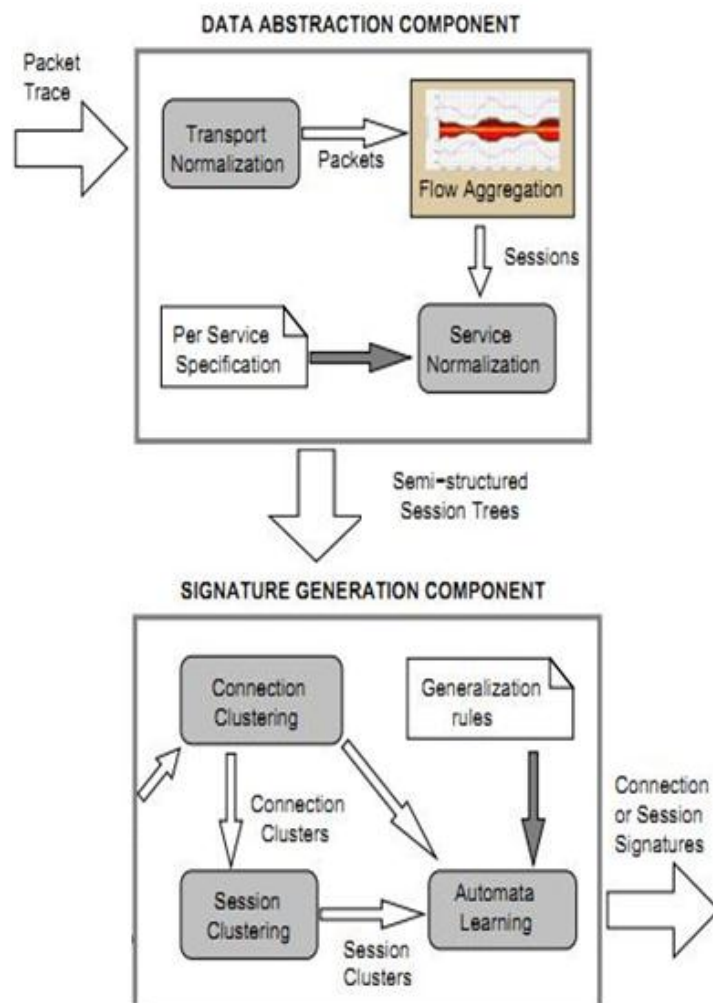 DATA ABSTRACTION COMPONENT
Packet
Trace
Transport
Normalization
Packets
Flow Aggregation
Sessions
Per Service
Specification
Service
Normalization
Semi-structured
Session Trees
SIGNATURE GENERATION COMPONENT
Connection
Clustering
Generalization
rules
Connection
Clusters
Connection
or Session
Signatures
Session
Clustering
Automata
Learning
Session
Clusters